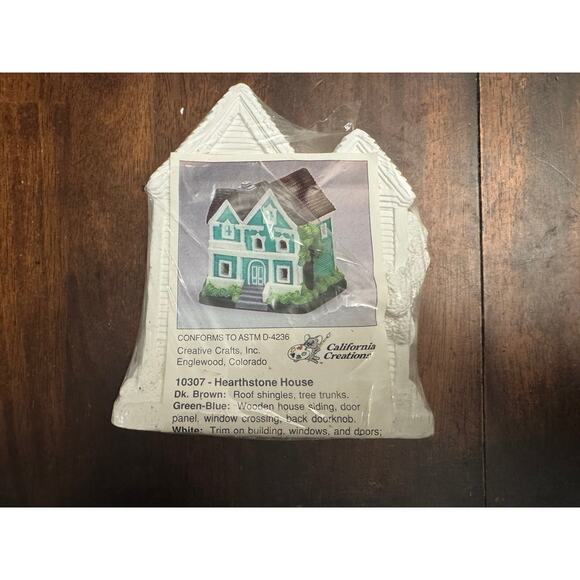 CONFORMS TO ASTM D-4236
Creative Crafts, Inc.
Englewood, Colorado
California
Creations
10307 - Hearthstone House
Dk. Brown: Roof shingles, tree trunks.
Green-Blue: Wooden house siding, door
panel, window crossing, back doorknob.
White: Trim on building, windows, and doors;